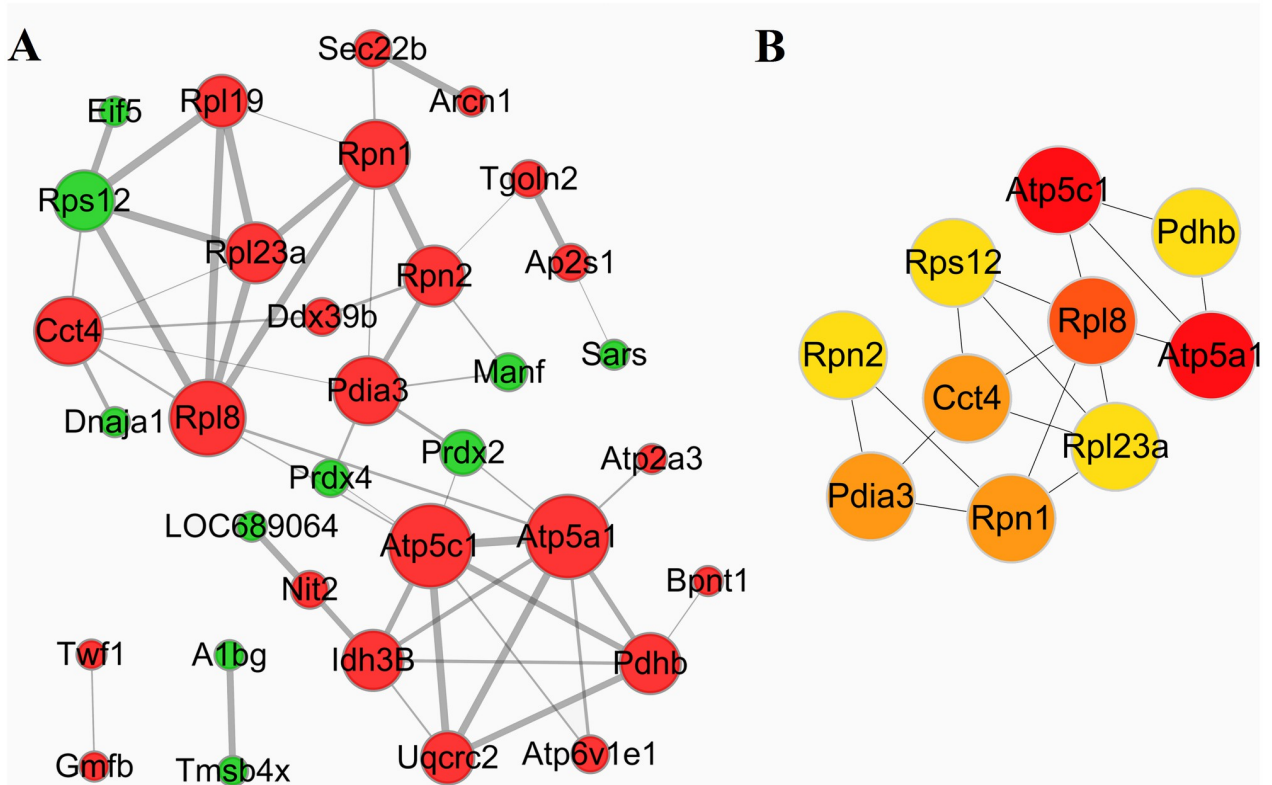 A
B
Sec22b
Eif5
Rpl19
Arcn1
Rpn1
Tgoln2
Rps12
Rpl23a
Rpn2
Ap2s1
Ddx39b
Cct4
Sars
Manf
Pdia3
Dnaja1
Rpl8
Prdx2
Prdx4
Atp2a3
LOC689064
Atp5c1
Atp5a1
Nit2
Bpnt1
Twf1
A1bg
Idh3B
Pdhb
Gmfb
Tmsb4x
Uqcrc2
Atp6v1e1
Atp5c1
Pdhb
Rps12
Rpl8
Rpn2
Atp5a1
Cct4
Rpl23a
Pdia3
Rpn1